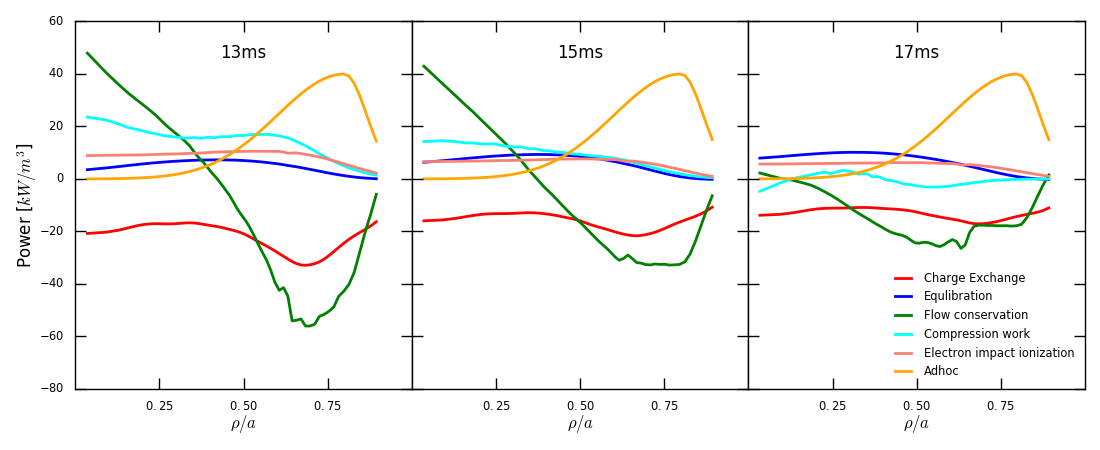 13ms
15ms
17ms
Power [kW/m³]
60
40
20
0
−20
−40
−60
−80
0.25 0.50 0.75
0.25 0.50 0.75
0.25 0.50 0.75
ρ/a
ρ/a
ρ/a
Charge Exchange
Equlibration
Flow conservation
Compression work
Electron impact ionization
Adhoc